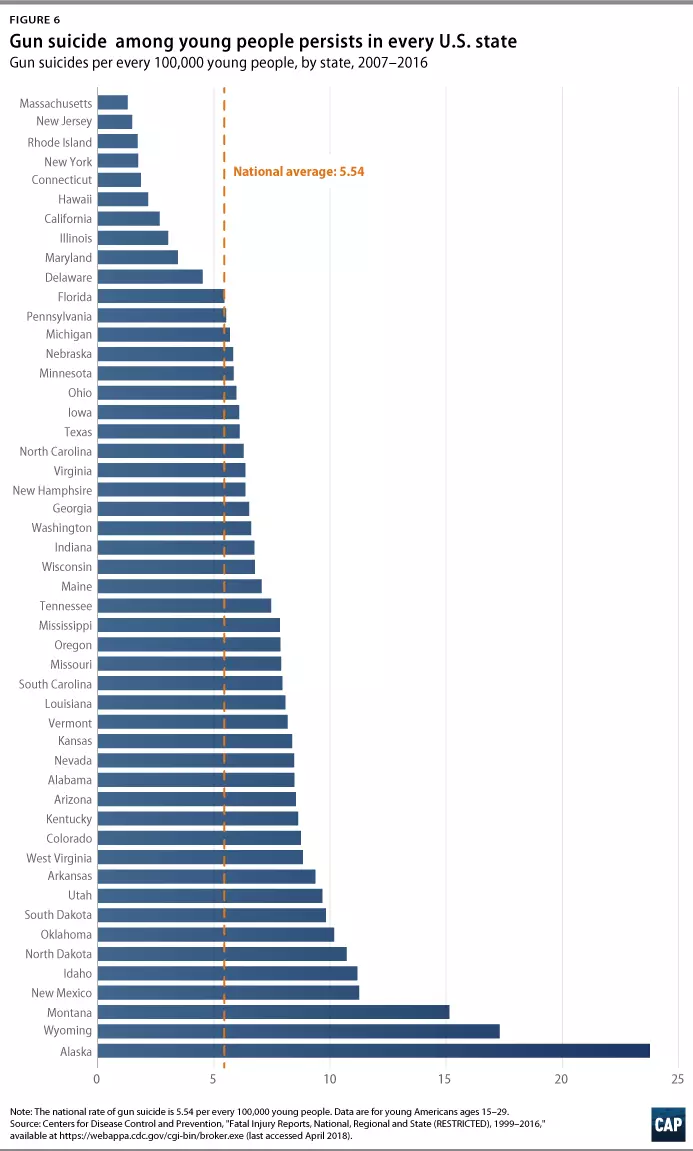 FIGURE 6
Gun suicide among young people persists in every U.S. state
Gun suicides per every 100,000 young people, by state, 2007–2016
Massachusetts
New Jersey
Rhode Island
New York
National average: 5.54
Connecticut
Hawaii
California
Illinois
Maryland
Delaware
Florida
Pennsylvania
Michigan
Nebraska
Minnesota
Ohio
Iowa
Texas
North Carolina
Virginia
New Hamphsire
Georgia
Washington
Indiana
Wisconsin
Maine
Tennessee
Mississippi
Oregon
Missouri
South Carolina
Louisiana
Vermont
Kansas
Nevada
Alabama
Arizona
Kentucky
Colorado
West Virginia
Arkansas
Utah
South Dakota
Oklahoma
North Dakota
Idaho
New Mexico
Montana
Wyoming
Alaska
0 5 10 15 20 25
Note: The national rate of gun suicide is 5.54 per every 100,000 young people. Data are for young Americans ages 15–29.
Source: Centers for Disease Control and Prevention, "Fatal Injury Reports, National, Regional and State (RESTRICTED), 1999–2016,"
available at https://webappa.cdc.gov/cgi-bin/broker.exe (last accessed April 2018).
CAP